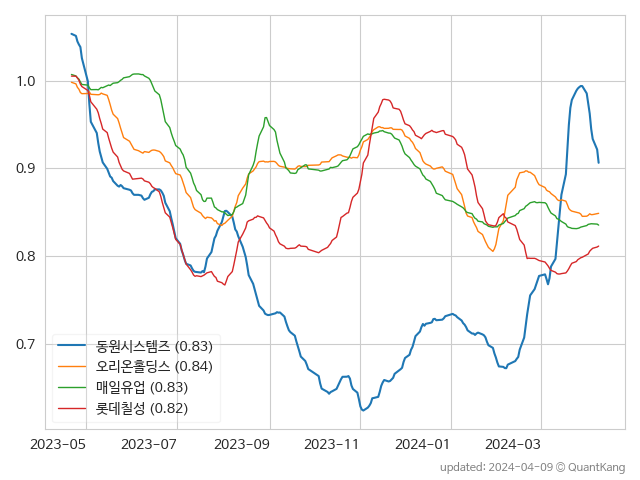 1.0
0.9
0.8
0.7
동원시스템즈 (0.83)
오리온홀딩스 (0.84)
매일유업 (0.83)
롯데칠성 (0.82)
2023-05 2023-07 2023-09 2023-11 2024-01 2024-03
updated: 2024-04-09 © QuantKang